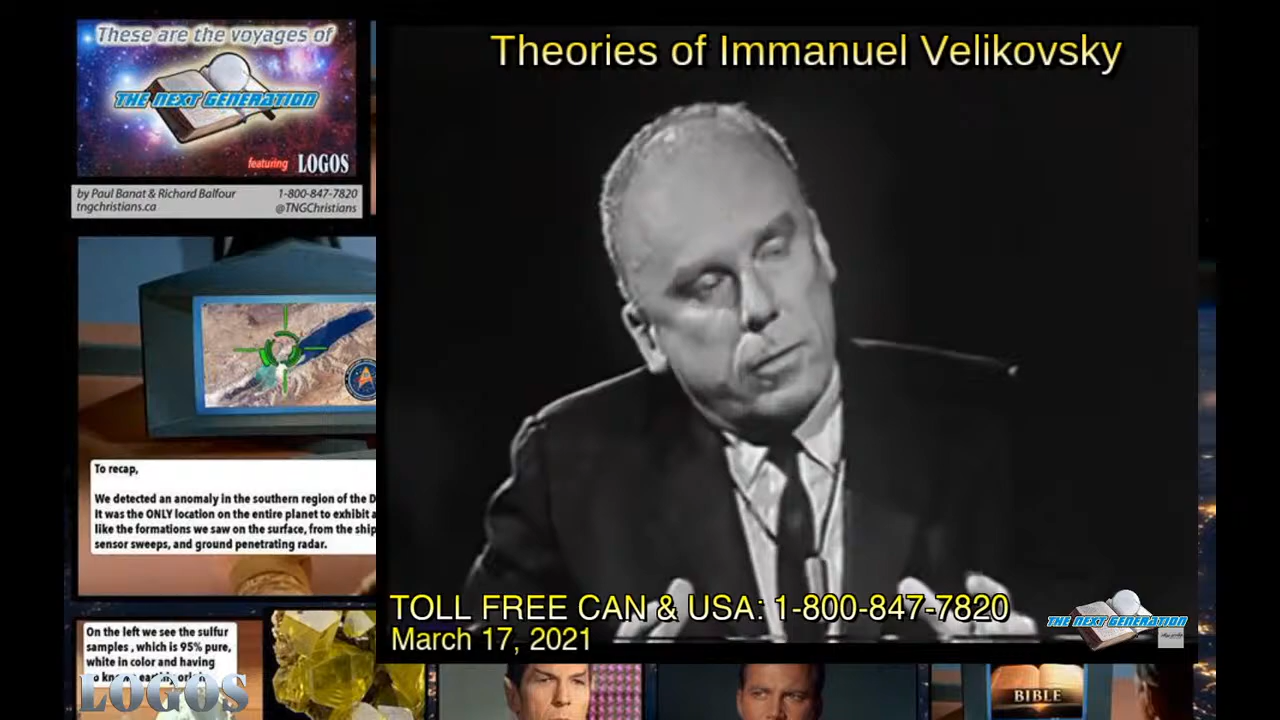 These are the voyages of
THE NEXT GENERATION
featuring LOGOS
by Paul Banat & Richard Balfour 1-800-847-7820
tngchristians.ca @TNGChristians
Theories of Immanuel Velikovsky
To recap,
We detected an anomaly in the southern region of the D
It was the ONLY location on the entire planet to exhibit a
like the formations we saw on the surface, from the ship
sensor sweeps, and ground penetrating radar.
TOLL FREE CAN & USA: 1-800-847-7820
March 17, 2021
THE NEXT GENERATION
On the left we see the sulfur
samples , which is 95% pure,
white in color and having
LOGOS
BIBLE